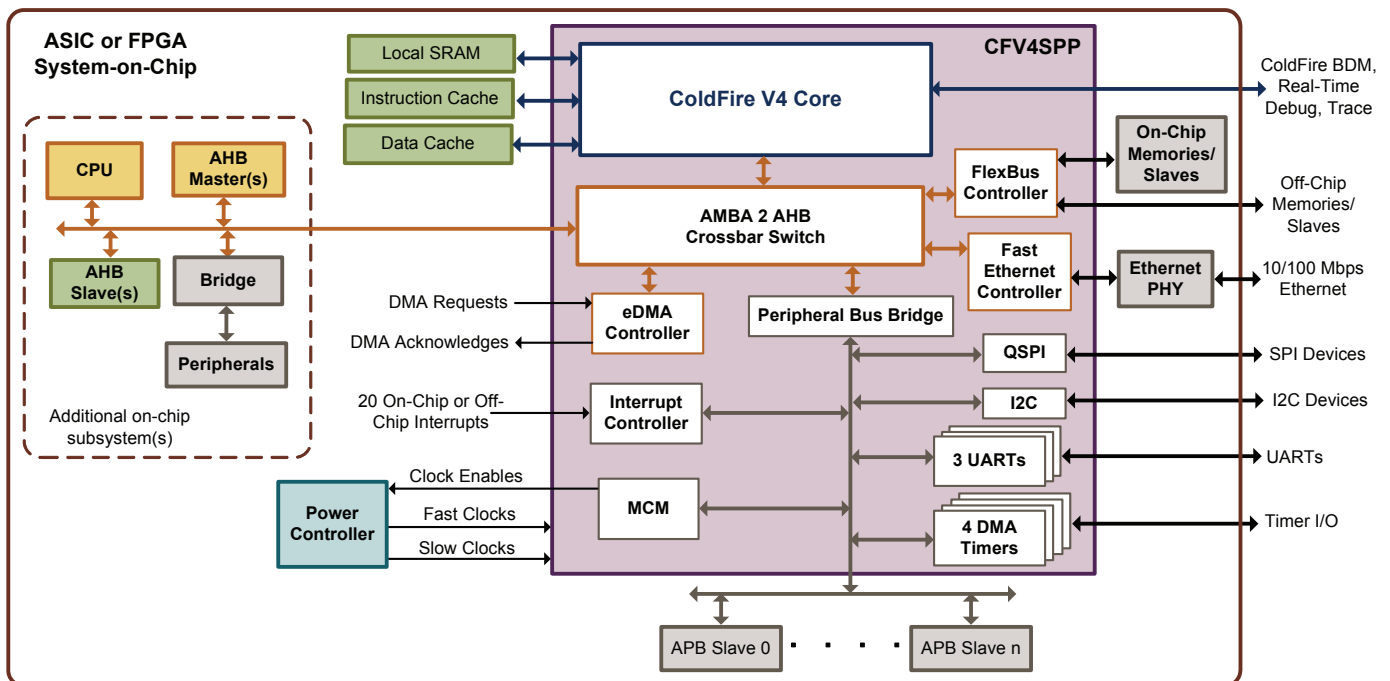 ASIC or FPGA
System-on-Chip
Local SRAM
Instruction Cache
Data Cache
CFV4SPP
ColdFire V4 Core
ColdFire BDM,
Real-Time
Debug, Trace
CPU
AHB
Master(s)
AHB
Slave(s)
Bridge
Peripherals
Additional on-chip
subsystem(s)
AMBA 2 AHB
Crossbar Switch
FlexBus
Controller
On-Chip
Memories/
Slaves
Off-Chip
Memories/
Slaves
Fast
Ethernet
Controller
Ethernet
PHY
10/100 Mbps
Ethernet
DMA Requests
DMA Acknowledges
eDMA
Controller
Peripheral Bus Bridge
QSPI
SPI Devices
20 On-Chip or Off-
Chip Interrupts
Interrupt
Controller
I2C
I2C Devices
3 UARTs
UARTs
Power
Controller
Clock Enables
Fast Clocks
Slow Clocks
MCM
4 DMA
Timers
Timer I/O
APB Slave 0
. . . .
APB Slave n